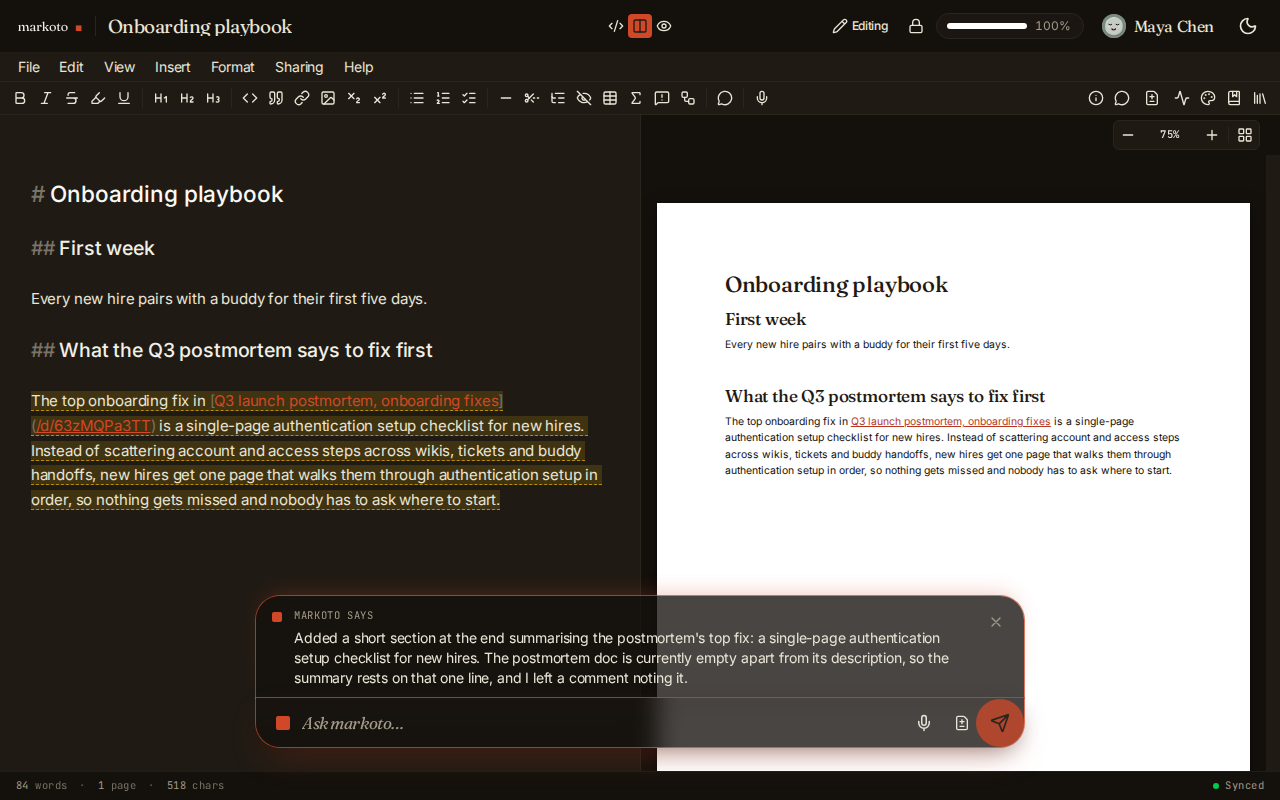 markoto
Onboarding playbook
Editing
100%
Maya Chen
File Edit View Insert Format Sharing Help
H1 H2 H3
75%
# Onboarding playbook
## First week
Every new hire pairs with a buddy for their first five days.
## What the Q3 postmortem says to fix first
The top onboarding fix in [Q3 launch postmortem, onboarding fixes]
(/d/63zMQPa3TT) is a single-page authentication setup checklist for new hires.
Instead of scattering account and access steps across wikis, tickets and buddy
handoffs, new hires get one page that walks them through authentication setup in
order, so nothing gets missed and nobody has to ask where to start.
Onboarding playbook
First week
Every new hire pairs with a buddy for their first five days.
What the Q3 postmortem says to fix first
The top onboarding fix in Q3 launch postmortem, onboarding fixes is a single-page
authentication setup checklist for new hires. Instead of scattering account and access steps
across wikis, tickets and buddy handoffs, new hires get one page that walks them through
authentication setup in order, so nothing gets missed and nobody has to ask where to start.
MARKOTO SAYS
Added a short section at the end summarising the postmortem's top fix: a single-page authentication
setup checklist for new hires. The postmortem doc is currently empty apart from its description, so the
summary rests on that one line, and I left a comment noting it.
Ask markoto...
84 words · 1 page · 518 chars
Synced